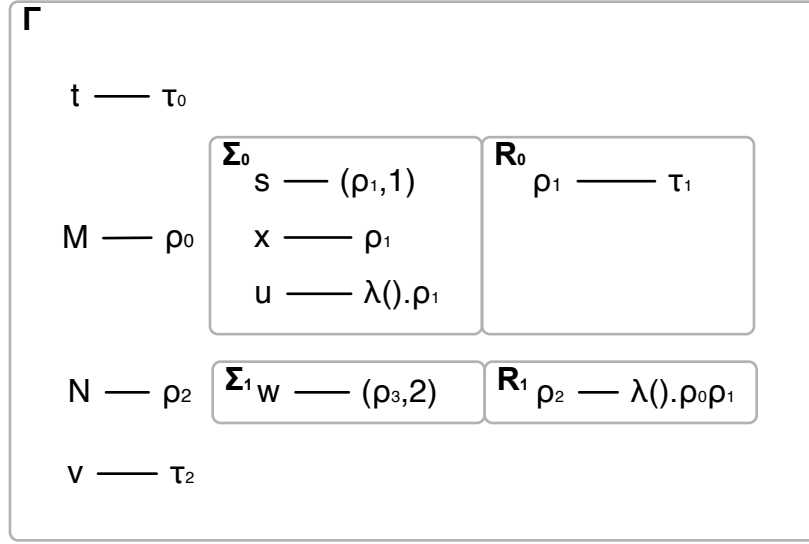 Γ
t τ₀
Σ₀ R₀
s (ρ₁,1) ρ₁ τ₁
M ρ₀ x ρ₁
u λ().ρ₁
N ρ₂ Σ₁ w (ρ₃,2) R₁ ρ₂ λ().ρ₀ρ₁
v τ₂